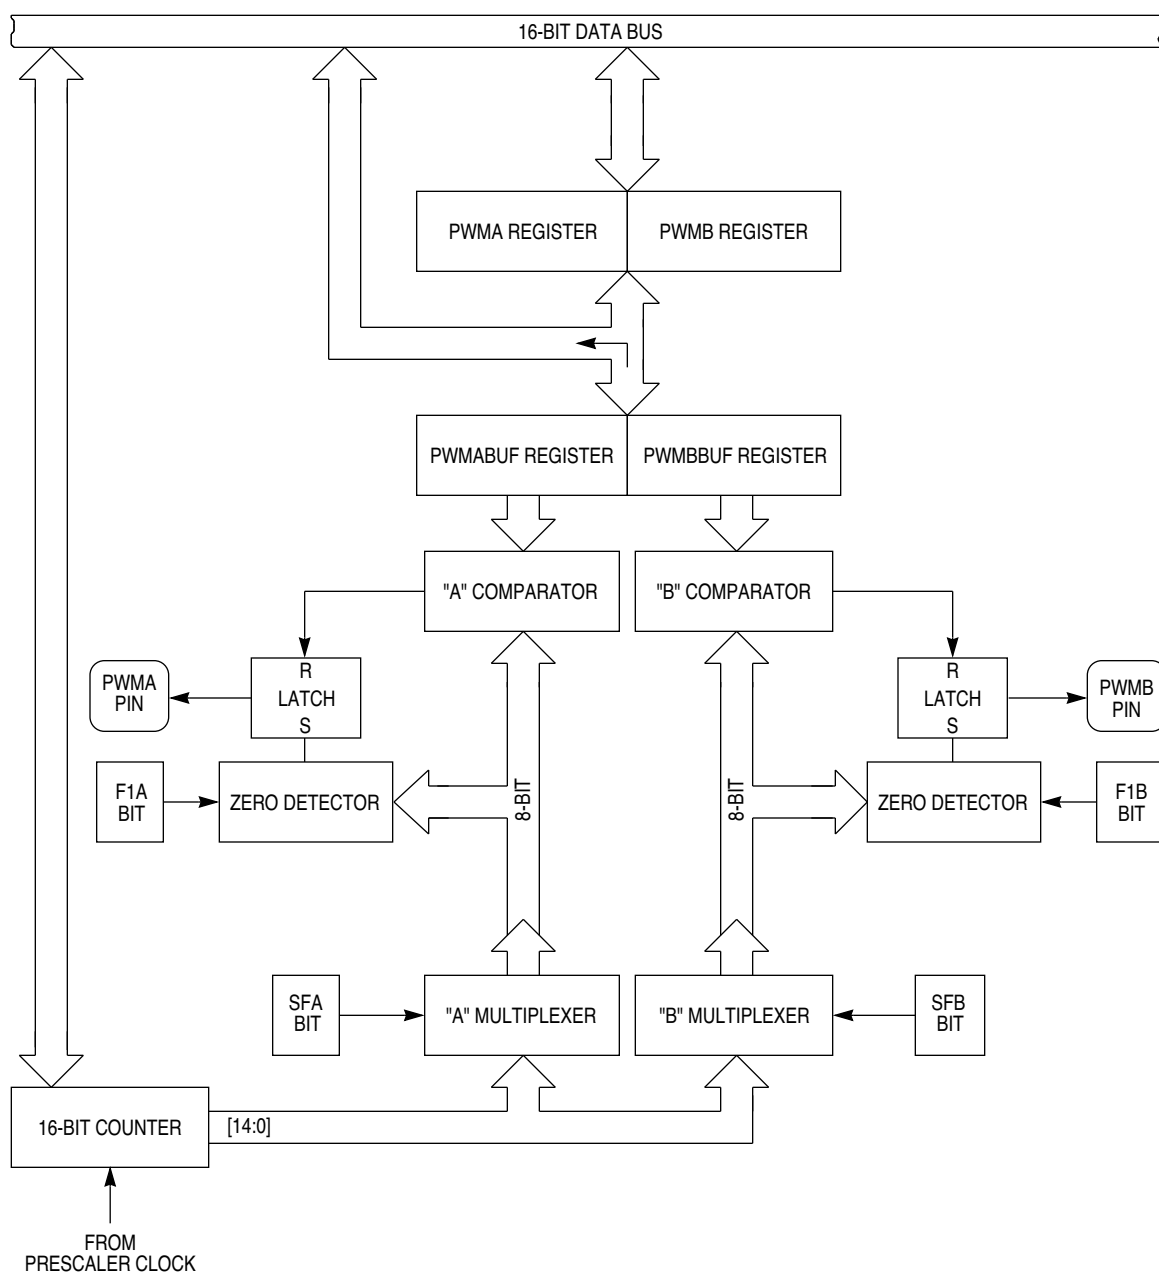 16-BIT DATA BUS
PWMA REGISTER
PWMB REGISTER
PWMABUF REGISTER
PWMBBUF REGISTER
"A" COMPARATOR
"B" COMPARATOR
PWMA
PIN
R
LATCH
S
R
LATCH
S
PWMB
PIN
F1A
BIT
ZERO DETECTOR
8-BIT
8-BIT
ZERO DETECTOR
F1B
BIT
SFA
BIT
"A" MULTIPLEXER
"B" MULTIPLEXER
SFB
BIT
16-BIT COUNTER
[14:0]
FROM
PRESCALER CLOCK